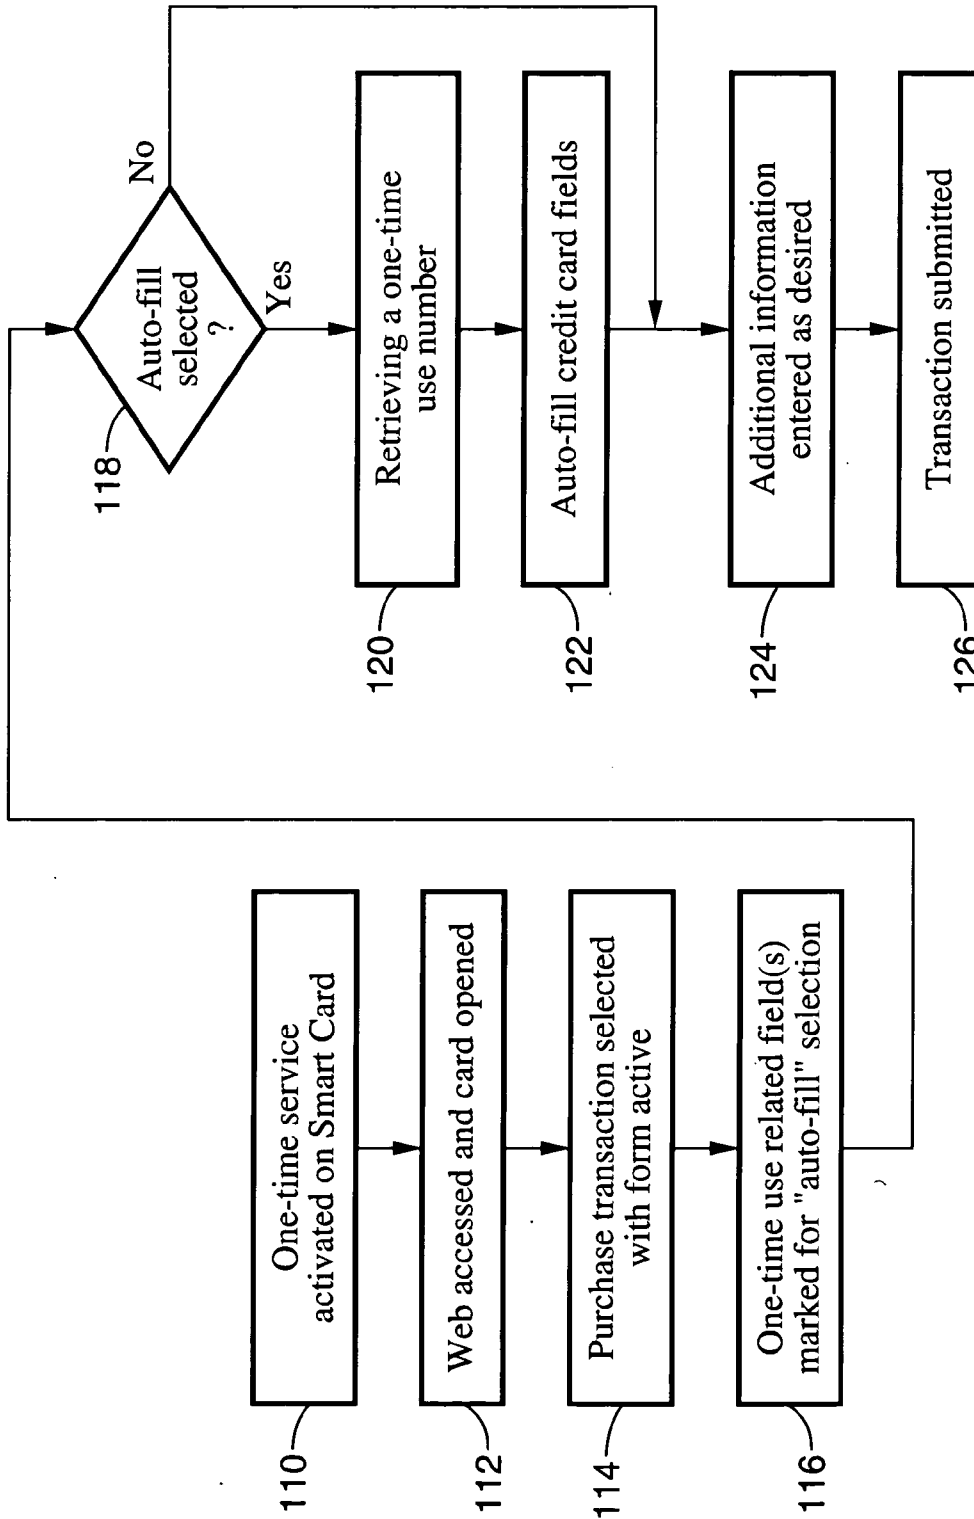 One-time service
activated on Smart Card
110
Web accessed and card opened
112
Purchase transaction selected
with form active
114
One-time use related field(s)
marked for "auto-fill" selection
116
Auto-fill
selected
?
118
No
Yes
Retrieving a one-time
use number
120
Auto-fill credit card fields
122
Additional information
entered as desired
124
Transaction submitted
126